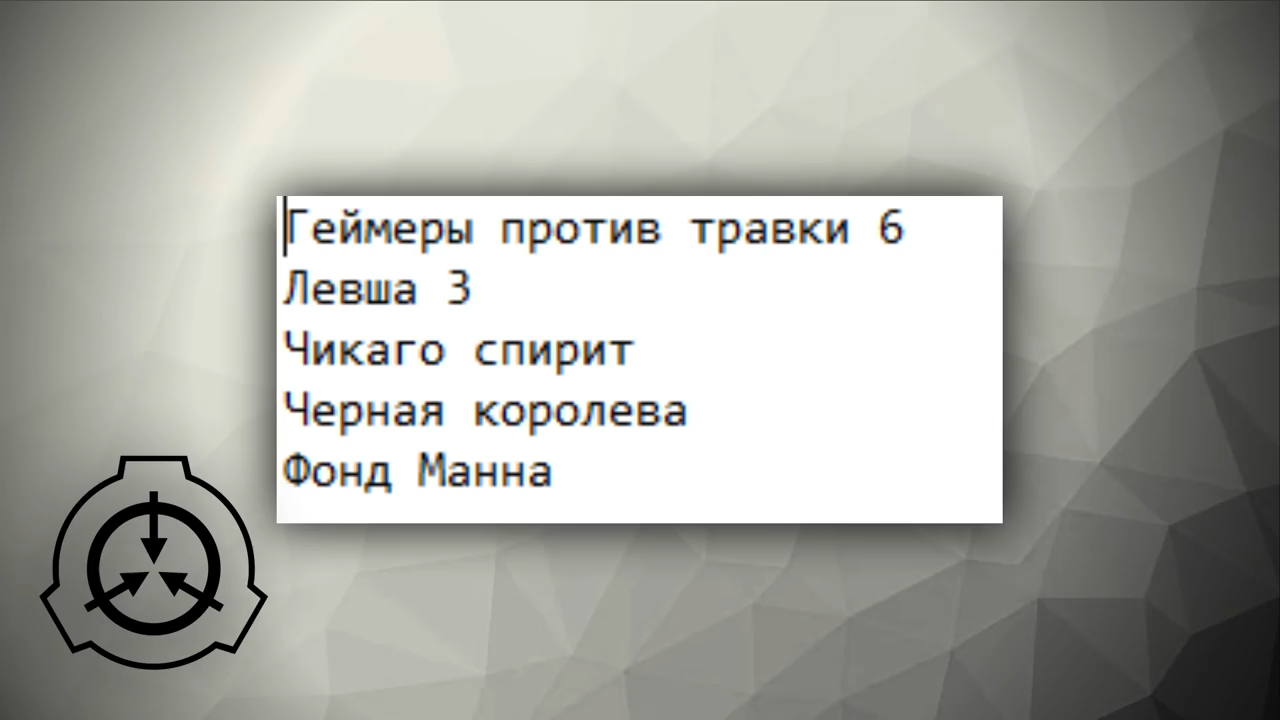 Геймеры против травки 6
Левша 3
Чикаго спирит
Черная королева
Фонд Манна